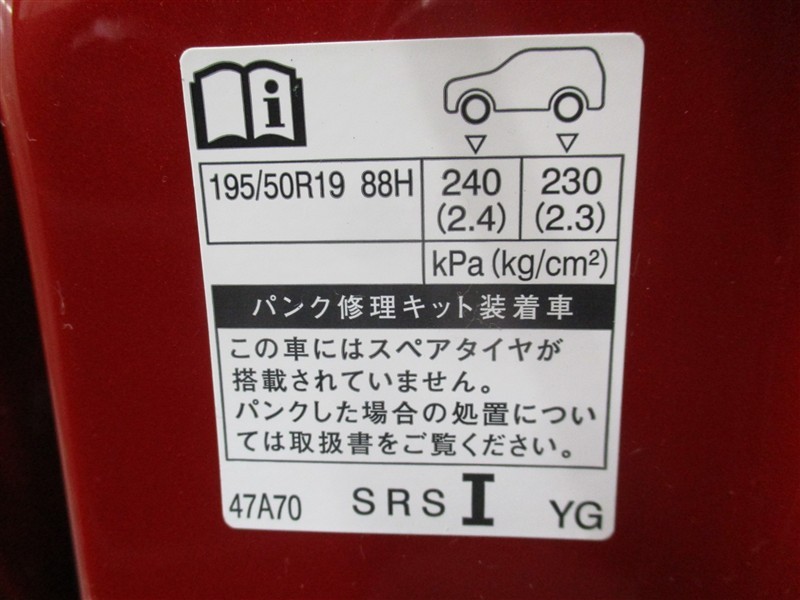 i
195/50R19 88H 240 230
(2.4) (2.3)
kPa (kg/cm²)
パンク修理キット装着車
この車にはスペアタイヤが
搭載されていません。
パンクした場合の処置につい
ては取扱書をご覧ください。
47A70 SRS I YG